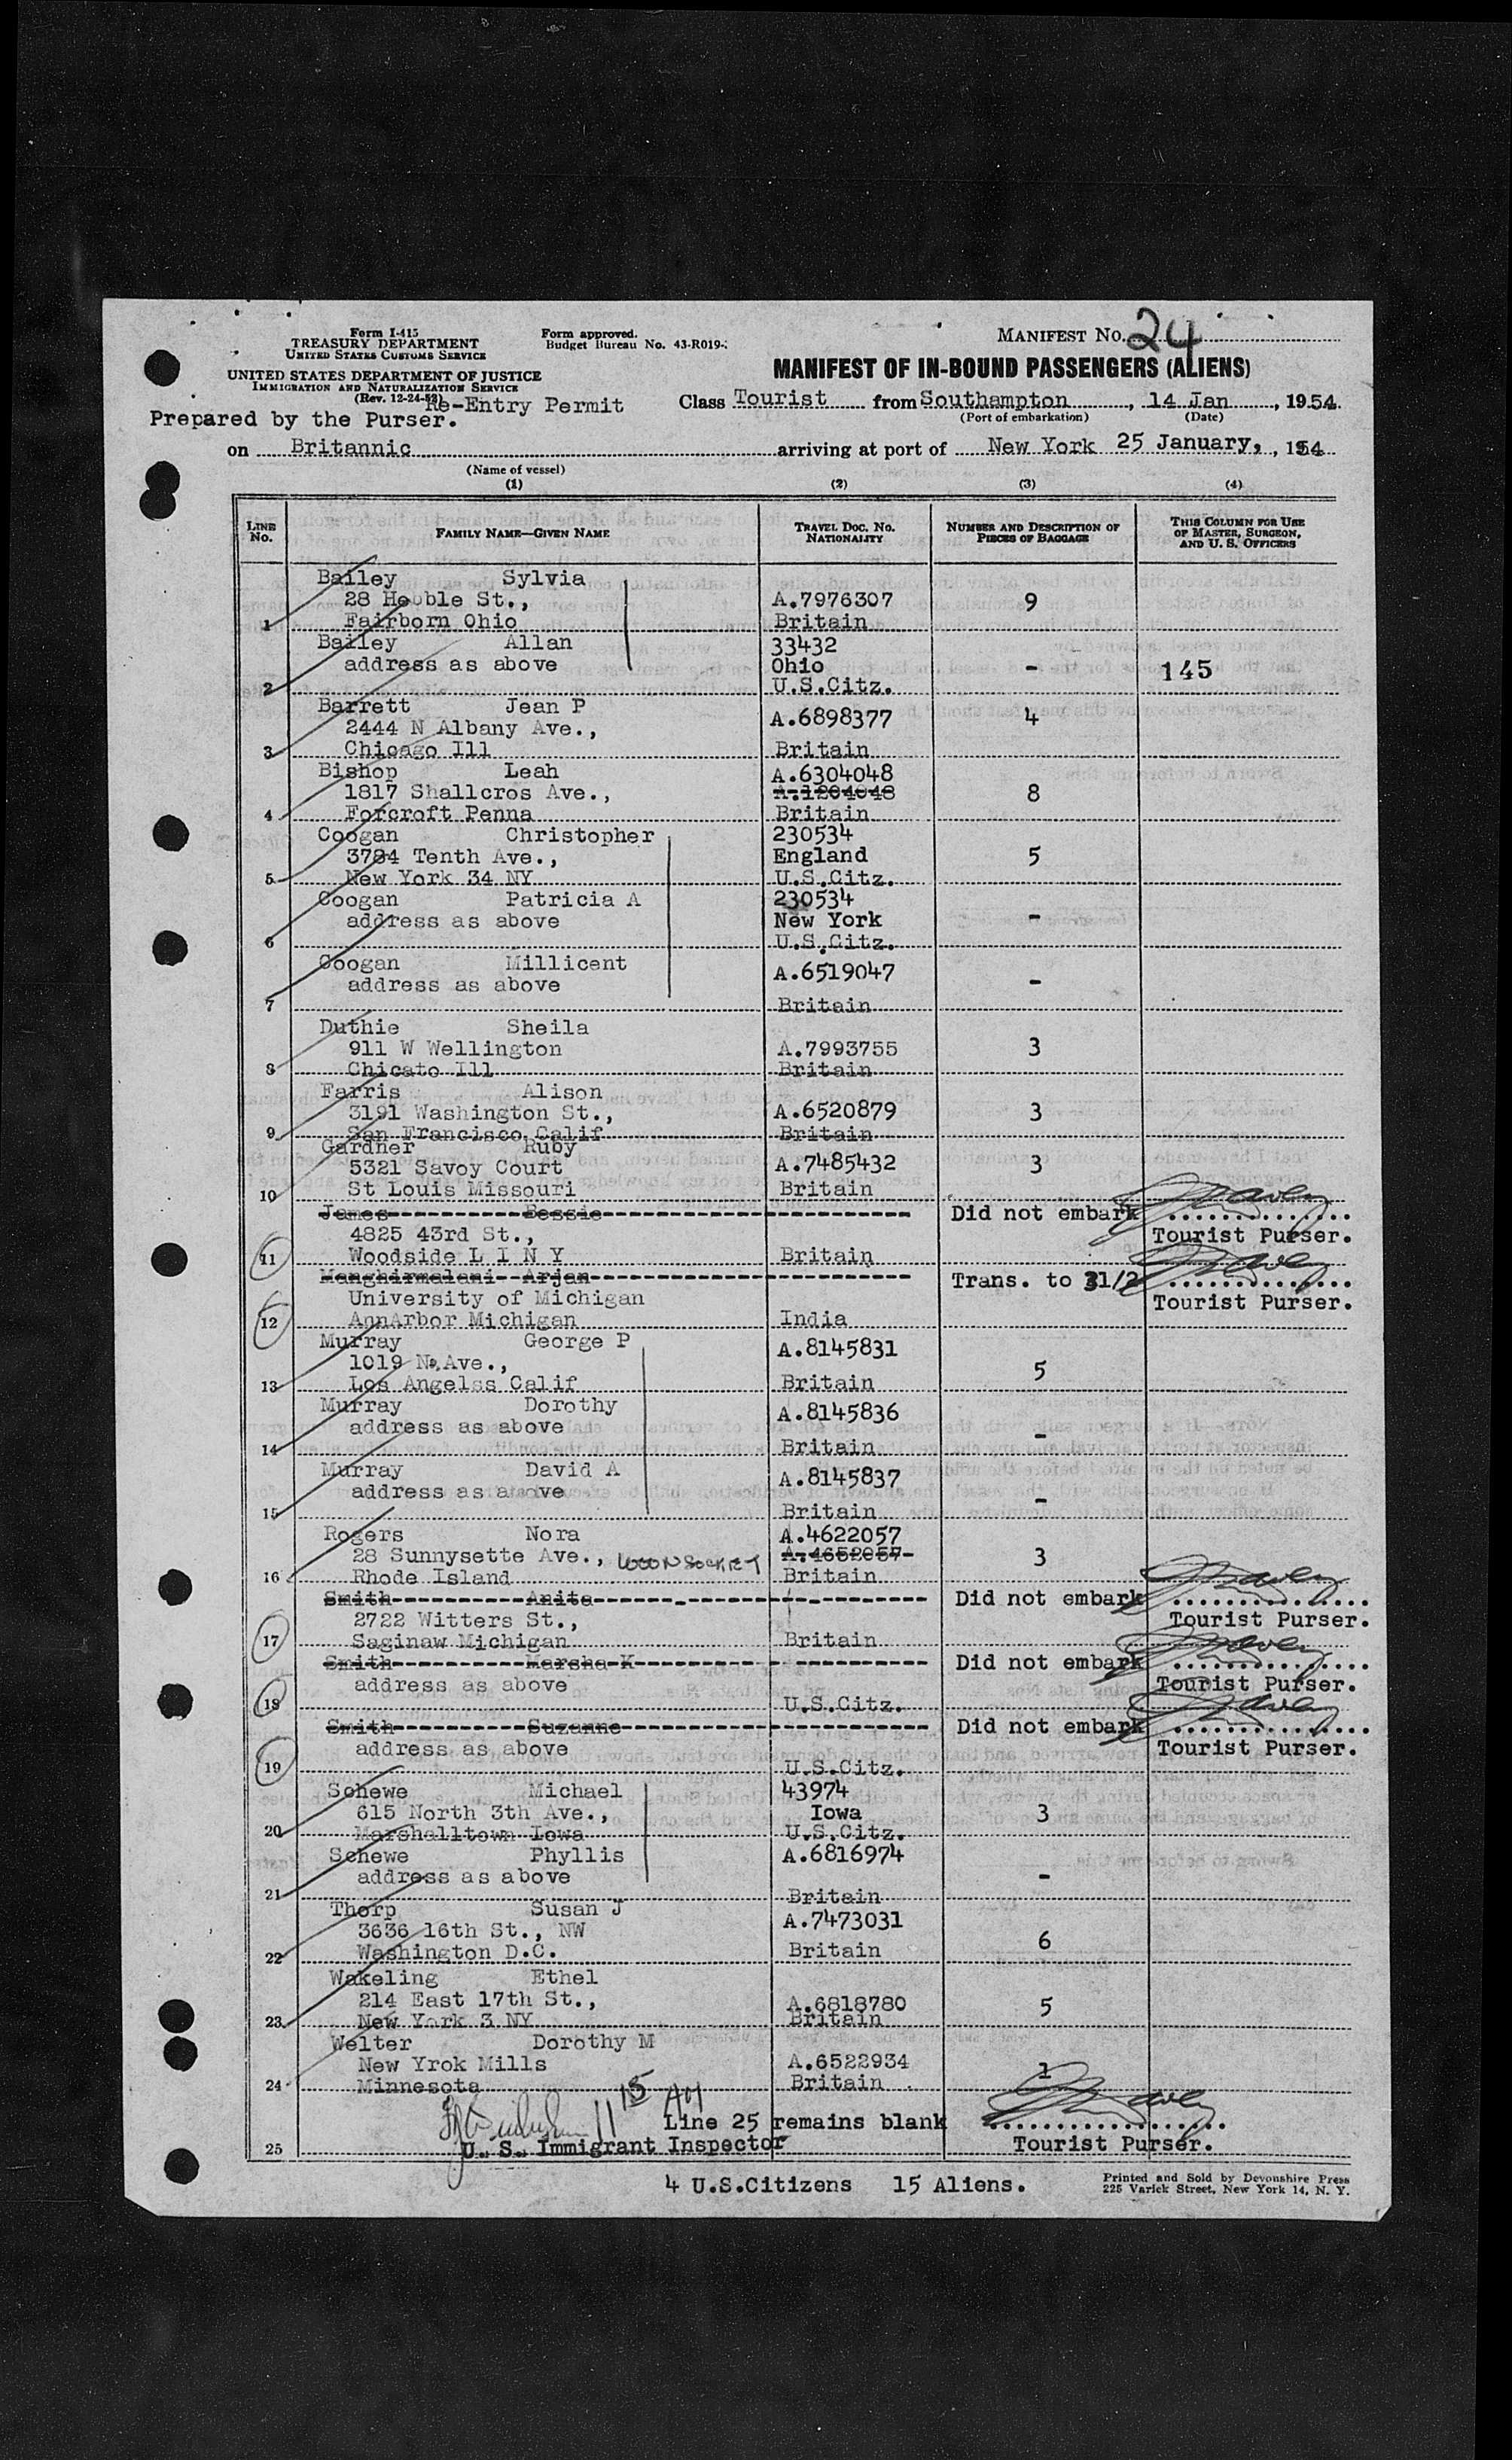 Form I-415
TREASURY DEPARTMENT
UNITED STATES CUSTOMS SERVICE
UNITED STATES DEPARTMENT OF JUSTICE
IMMIGRATION AND NATURALIZATION SERVICE
(Rev. 12-24-52)
Form approved.
Budget Bureau No. 43-R019-
MANIFEST No. 24
MANIFEST OF IN-BOUND PASSENGERS (ALIENS)
Re-Entry Permit
Prepared by the Purser.
Class Tourist from Southampton, 14 Jan, 1954.
(Port of embarkation) (Date)
on Britannic arriving at port of New York 25 January, , 1954
(Name of vessel)
(1) (2) (3) (4)
LINE No. FAMILY NAME—GIVEN NAME TRAVEL DOC. NO. NATIONALITY NUMBER AND DESCRIPTION OF PIECES OF BAGGAGE THIS COLUMN FOR USE OF MASTER, SURGEON, AND U. S. OFFICERS
Bailey Sylvia
28 Hebble St., A.7976307 9
1 Fairborn Ohio Britain
Bailey Allan 33432
address as above Ohio - 145
2 U.S.Citz.
Barrett Jean P A.6898377 4
2444 N Albany Ave.,
3 Chicago Ill Britain
Bishop Leah A.6304048
1817 Shallcros Ave., A.1204048 8
4 Forcroft Penna Britain
Coogan Christopher 230534
3784 Tenth Ave., England 5
5 New York 34 NY U.S.Citz.
Coogan Patricia A 230534
address as above New York -
6 U.S.Citz.
Coogan Millicent A.6519047
address as above -
7 Britain
Duthie Sheila
911 W Wellington A.7993755 3
8 Chicato Ill Britain
Farris Alison
3191 Washington St., A.6520879 3
9 San Francisco Calif Britain
Gardner Ruby
5321 Savoy Court A.7485432 3
10 St Louis Missouri Britain
James Bessie Did not embark
4825 43rd St., Tourist Purser.
11 Woodside L I N Y Britain
Manghirmalani Arjan Trans. to 31/2
University of Michigan Tourist Purser.
12 AnnArbor Michigan India
Murray George P A.8145831
1019 No.Ave., 5
13 Los Angelss Calif Britain
Murray Dorothy A.8145836
address as above -
14 Britain
Murray David A A.8145837
address as above -
15 Britain
Rogers Nora A.4622057
28 Sunnysette Ave., WOONSOCKET A.4652057 3
16 Rhode Island Britain
Smith Anita Did not embark
2722 Witters St., Tourist Purser.
17 Saginaw Michigan Britain
Smith Marsha K Did not embark
address as above Tourist Purser.
18 U.S.Citz.
Smith Suzanne Did not embark
address as above Tourist Purser.
19 U.S.Citz.
Schewe Michael 43974
615 North 3th Ave., Iowa 3
20 Marshalltown Iowa U.S.Citz.
Schewe Phyllis A.6816974
address as above -
21 Britain
Thorp Susan J A.7473031
3636 16th St., NW 6
22 Washington D.C. Britain
Wakeling Ethel
214 East 17th St., A.6818780 5
23 New York 3 NY Britain
Welter Dorothy M
New Yrok Mills A.6522934 1
24 Minnesota Britain
11 15 AM
Line 25 remains blank
25 U. S. Immigrant Inspector Tourist Purser.
4 U.S.Citizens 15 Aliens.
Printed and Sold by Devonshire Press
225 Varick Street, New York 14, N. Y.